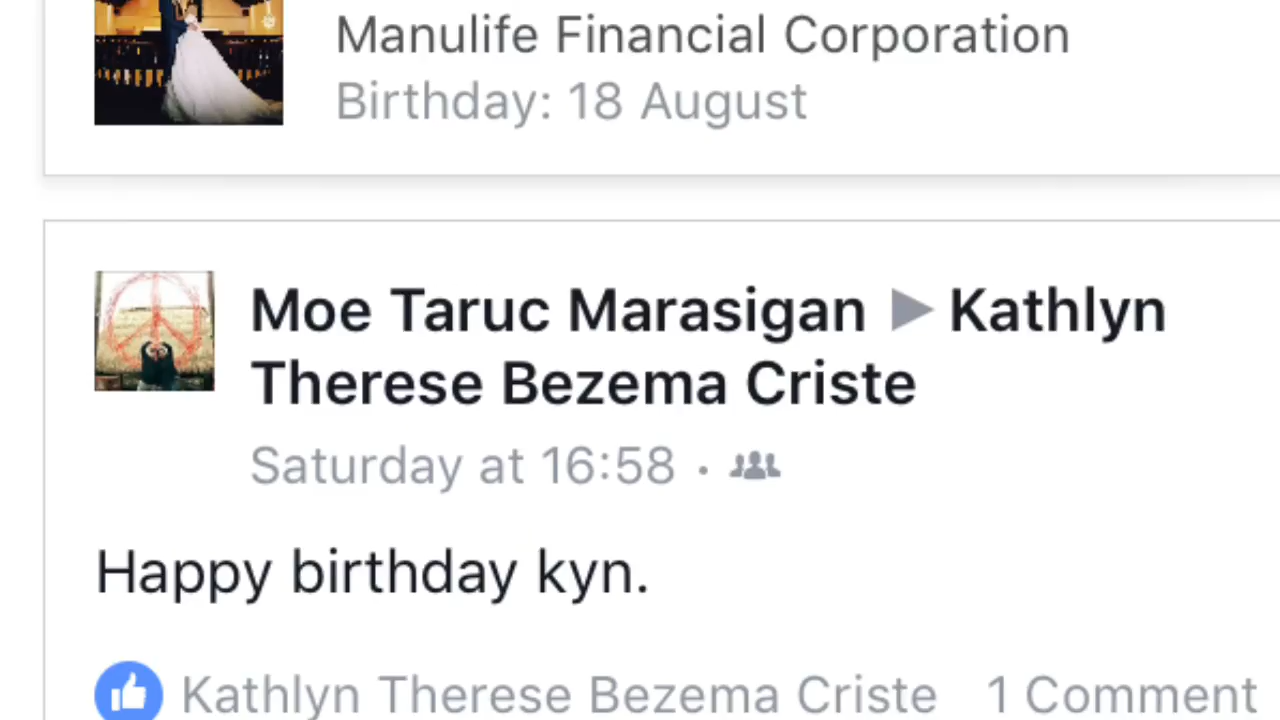 Manulife Financial Corporation
Birthday: 18 August
Moe Taruc Marasigan ▶ Kathlyn
Therese Bezema Criste
Saturday at 16:58 ·
Happy birthday kyn.
Kathlyn Therese Bezema Criste 1 Comment